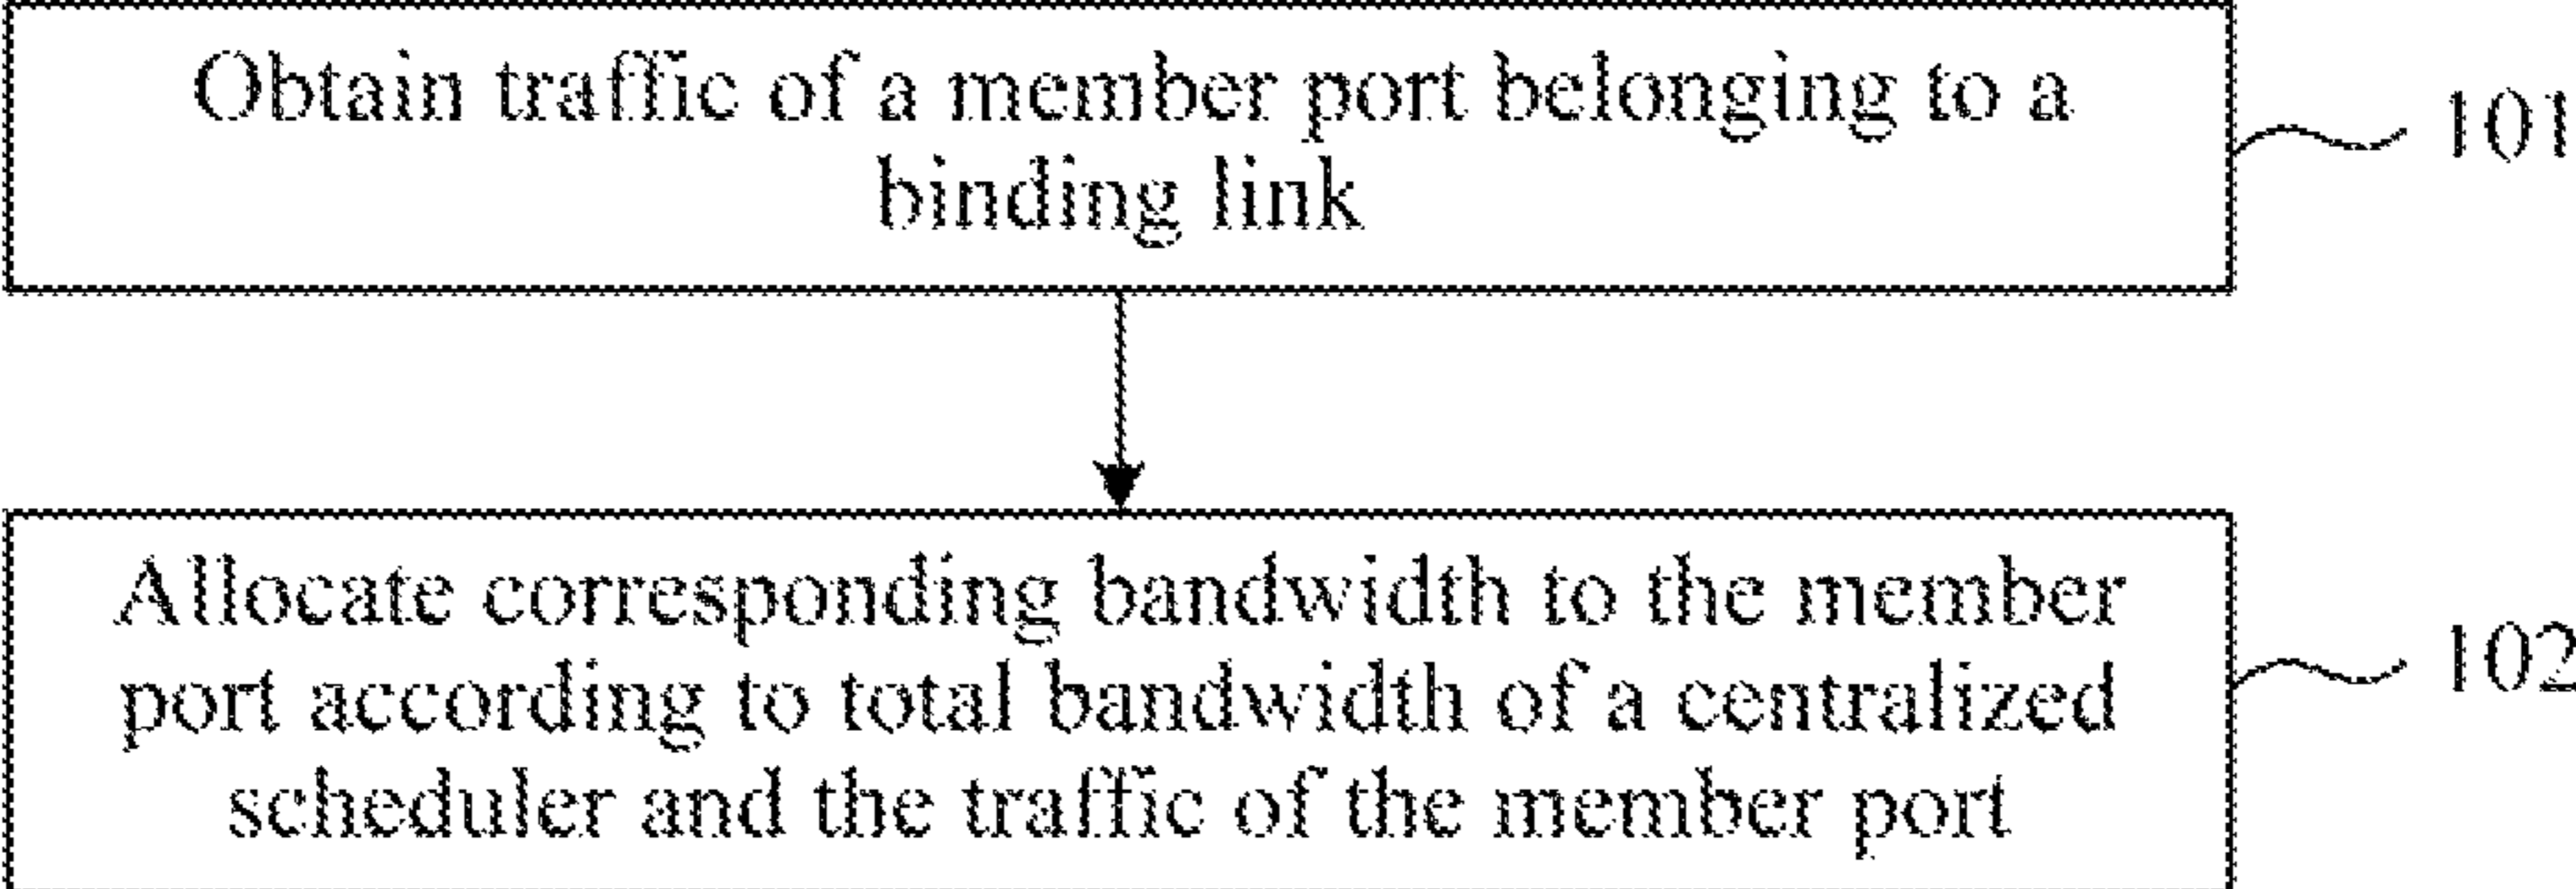 Obtain traffic of a member port belonging to a
binding link
101
Allocate corresponding bandwidth to the member
port according to total bandwidth of a centralized
scheduler and the traffic of the member port
102